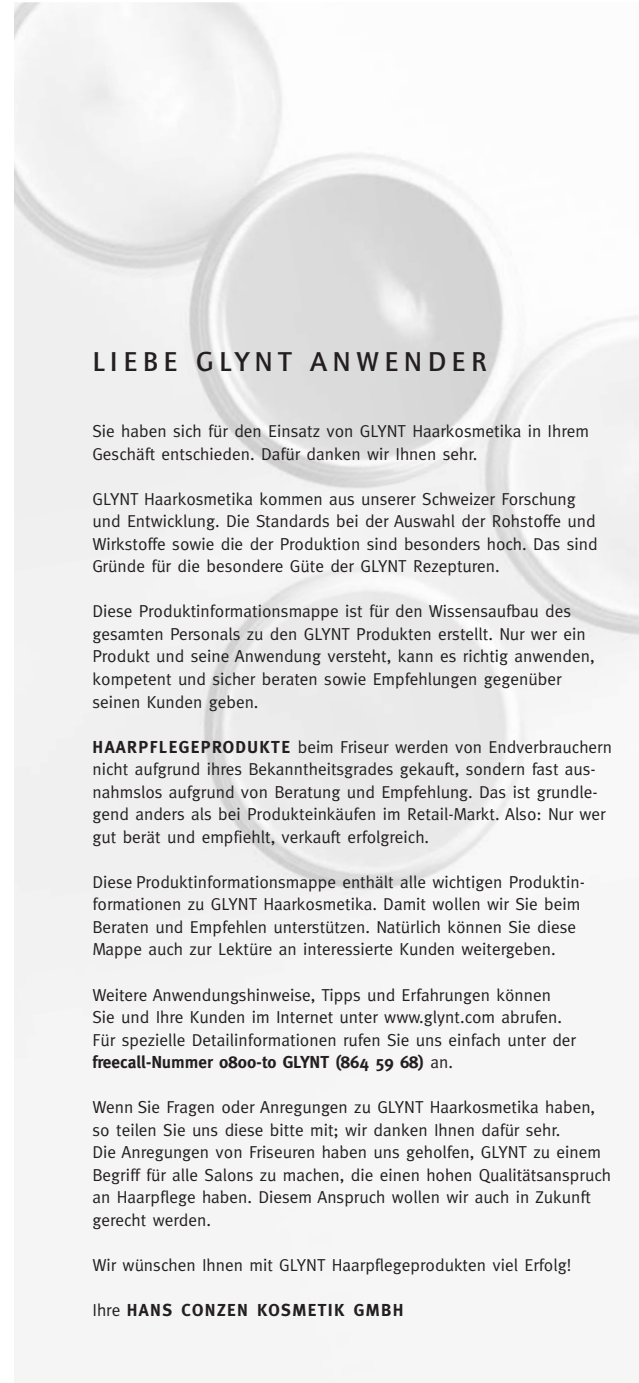 LIEBE GLYNT ANWENDER
Sie haben sich für den Einsatz von GLYNT Haarkosmetika in Ihrem
Geschäft entschieden. Dafür danken wir Ihnen sehr.
GLYNT Haarkosmetika kommen aus unserer Schweizer Forschung
und Entwicklung. Die Standards bei der Auswahl der Rohstoffe und
Wirkstoffe sowie die der Produktion sind besonders hoch. Das sind
Gründe für die besondere Güte der GLYNT Rezepturen.
Diese Produktinformationsmappe ist für den Wissensaufbau des
gesamten Personals zu den GLYNT Produkten erstellt. Nur wer ein
Produkt und seine Anwendung versteht, kann es richtig anwenden,
kompetent und sicher beraten sowie Empfehlungen gegenüber
seinen Kunden geben.
HAARPFLEGEPRODUKTE beim Friseur werden von Endverbrauchern
nicht aufgrund ihres Bekanntheitsgrades gekauft, sondern fast aus-
nahmslos aufgrund von Beratung und Empfehlung. Das ist grundle-
gend anders als bei Produkteinkäufen im Retail-Markt. Also: Nur wer
gut berät und empfiehlt, verkauft erfolgreich.
Diese Produktinformationsmappe enthält alle wichtigen Produktin-
formationen zu GLYNT Haarkosmetika. Damit wollen wir Sie beim
Beraten und Empfehlen unterstützen. Natürlich können Sie diese
Mappe auch zur Lektüre an interessierte Kunden weitergeben.
Weitere Anwendungshinweise, Tipps und Erfahrungen können
Sie und Ihre Kunden im Internet unter www.glynt.com abrufen.
Für spezielle Detailinformationen rufen Sie uns einfach unter der
freecall-Nummer 0800-to GLYNT (864 59 68) an.
Wenn Sie Fragen oder Anregungen zu GLYNT Haarkosmetika haben,
so teilen Sie uns diese bitte mit; wir danken Ihnen dafür sehr.
Die Anregungen von Friseuren haben uns geholfen, GLYNT zu einem
Begriff für alle Salons zu machen, die einen hohen Qualitätsanspruch
an Haarpflege haben. Diesem Anspruch wollen wir auch in Zukunft
gerecht werden.
Wir wünschen Ihnen mit GLYNT Haarpflegeprodukten viel Erfolg!
Ihre HANS CONZEN KOSMETIK GMBH